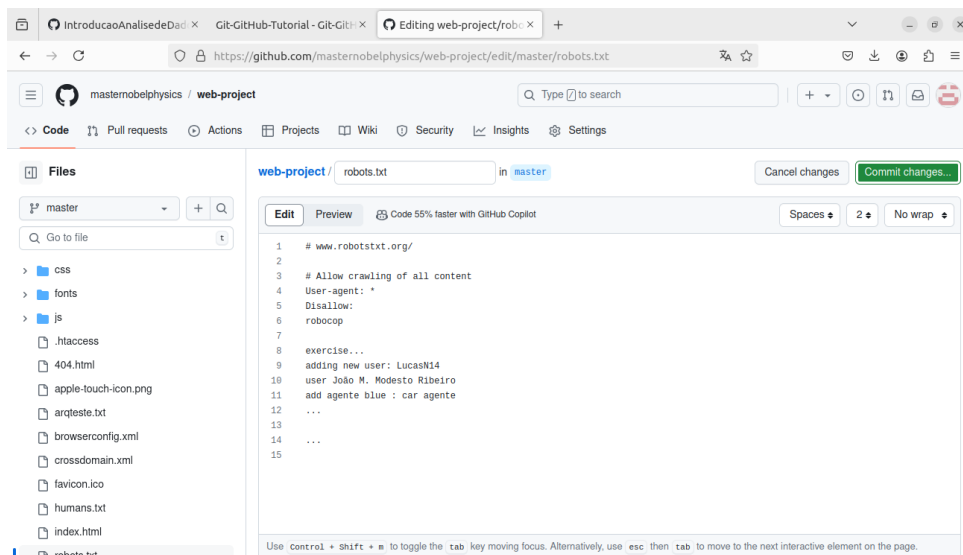 IntroducaoAnalisedeDad
Git-GitHub-Tutorial - Git-GitH
Editing web-project/robo
https://github.com/masternobelphysics/web-project/edit/master/robots.txt
masternobelphysics / web-project
Type / to search
Code Pull requests Actions Projects Wiki Security Insights Settings
Files
web-project / robots.txt in master
Cancel changes Commit changes...
master
Go to file t
css
fonts
js
.htaccess
404.html
apple-touch-icon.png
arqteste.txt
browserconfig.xml
crossdomain.xml
favicon.ico
humans.txt
index.html
robots.txt
Edit Preview Code 55% faster with GitHub Copilot
Spaces 2 No wrap
1 # www.robotstxt.org/
2
3 # Allow crawling of all content
4 User-agent: *
5 Disallow:
6 robocop
7
8 exercise...
9 adding new user: LucasN14
10 user João M. Modesto Ribeiro
11 add agente blue : car agente
12 ...
13
14 ...
15
Use Control + Shift + m to toggle the tab key moving focus. Alternatively, use esc then tab to move to the next interactive element on the page.